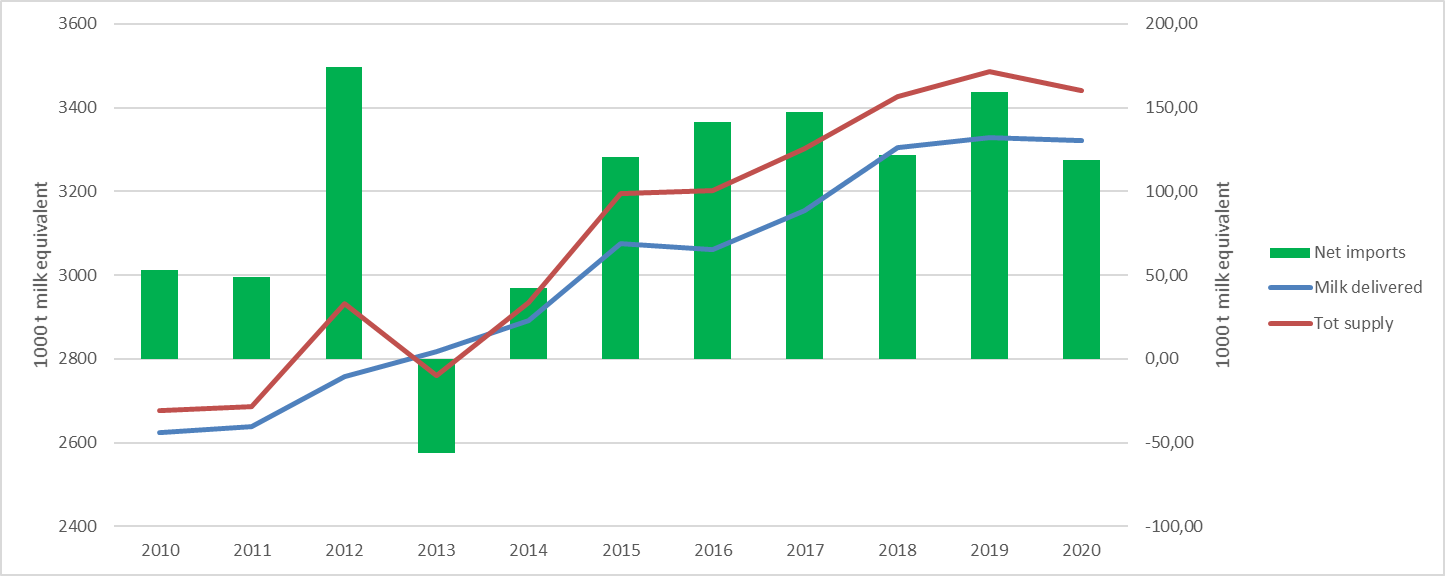 3600
3400
3200
3000
2800
2600
2400
1000 t milk equivalent
200,00
150,00
100,00
50,00
0,00
-50,00
-100,00
1000 t milk equivalent
2010 2011 2012 2013 2014 2015 2016 2017 2018 2019 2020
Net imports
Milk delivered
Tot supply